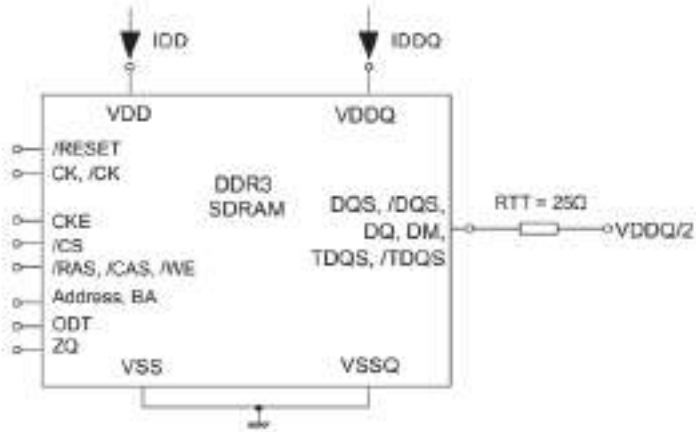 IDD
IDDQ
VDD
VDDQ
/RESET
CK, /CK
DDR3
SDRAM
CKE
/CS
/RAS, /CAS, /WE
Address, BA
ODT
ZQ
DQS, /DQS,
DQ, DM,
TDQS, /TDQS
RTT = 25Ω
VDDQ/2
VSS
VSSQ